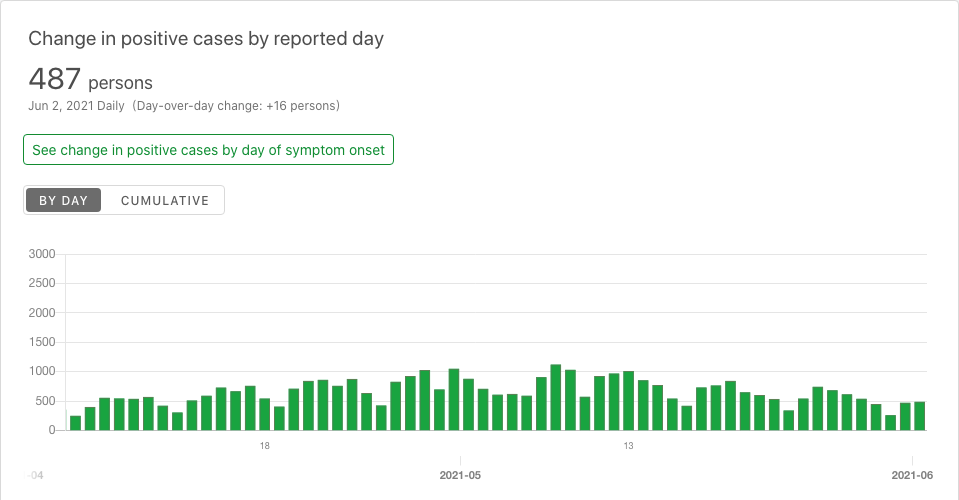 Change in positive cases by reported day
487 persons
Jun 2, 2021 Daily (Day-over-day change: +16 persons)
See change in positive cases by day of symptom onset
BY DAY CUMULATIVE
3000
2500
2000
1500
1000
500
0
18 13
-04 2021-05 2021-06